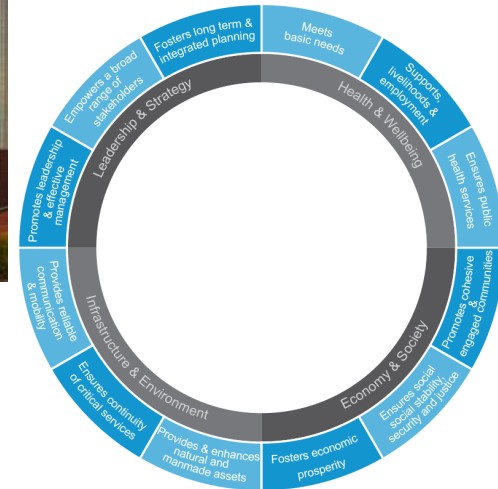 Meets
basic needs
Supports,
livelihoods &
employment
Ensures public
health services
Promotes cohesive
&
engaged communities
Ensures social
social stability,
security and justice
Fosters economic
prosperity
Provides & enhances
natural and
manmade assets
Ensures continuity
of critical services
Provides reliable
communication
& mobility
Promotes leadership
& effective
management
Empowers a broad
range of
stakeholders
Fosters long term &
integrated planning
Health & Wellbeing
Economy & Society
Infrastructure & Environment
Leadership & Strategy